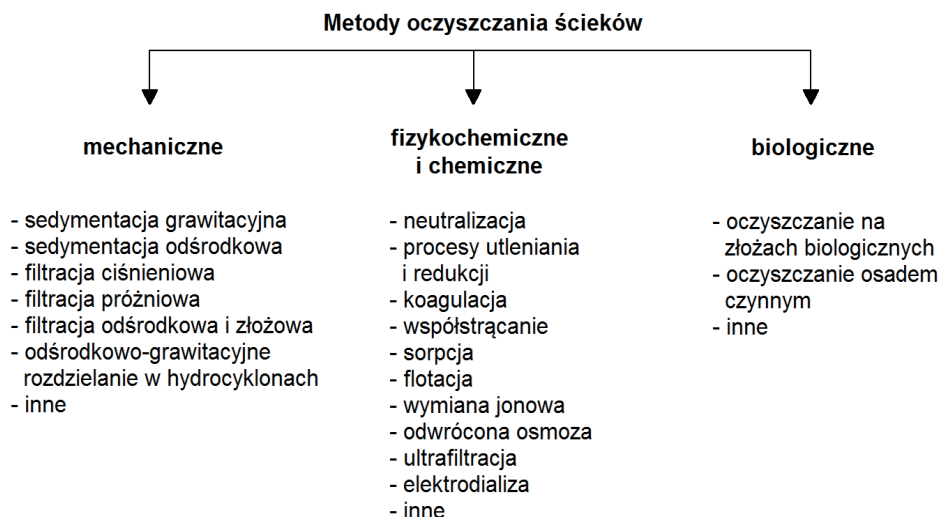 Metody oczyszczania ścieków
mechaniczne
- sedymentacja grawitacyjna
- sedymentacja odśrodkowa
- filtracja ciśnieniowa
- filtracja próżniowa
- filtracja odśrodkowa i złożowa
- odśrodkowo-grawitacyjne
rozdzielanie w hydrocyklonach
- inne
fizykochemiczne
i chemiczne
- neutralizacja
- procesy utleniania
i redukcji
- koagulacja
- współstrącanie
- sorpcja
- flotacja
- wymiana jonowa
- odwrócona osmoza
- ultrafiltracja
- elektrodializa
- inne
biologiczne
- oczyszczanie na
złożach biologicznych
- oczyszczanie osadem
czynnym
- inne